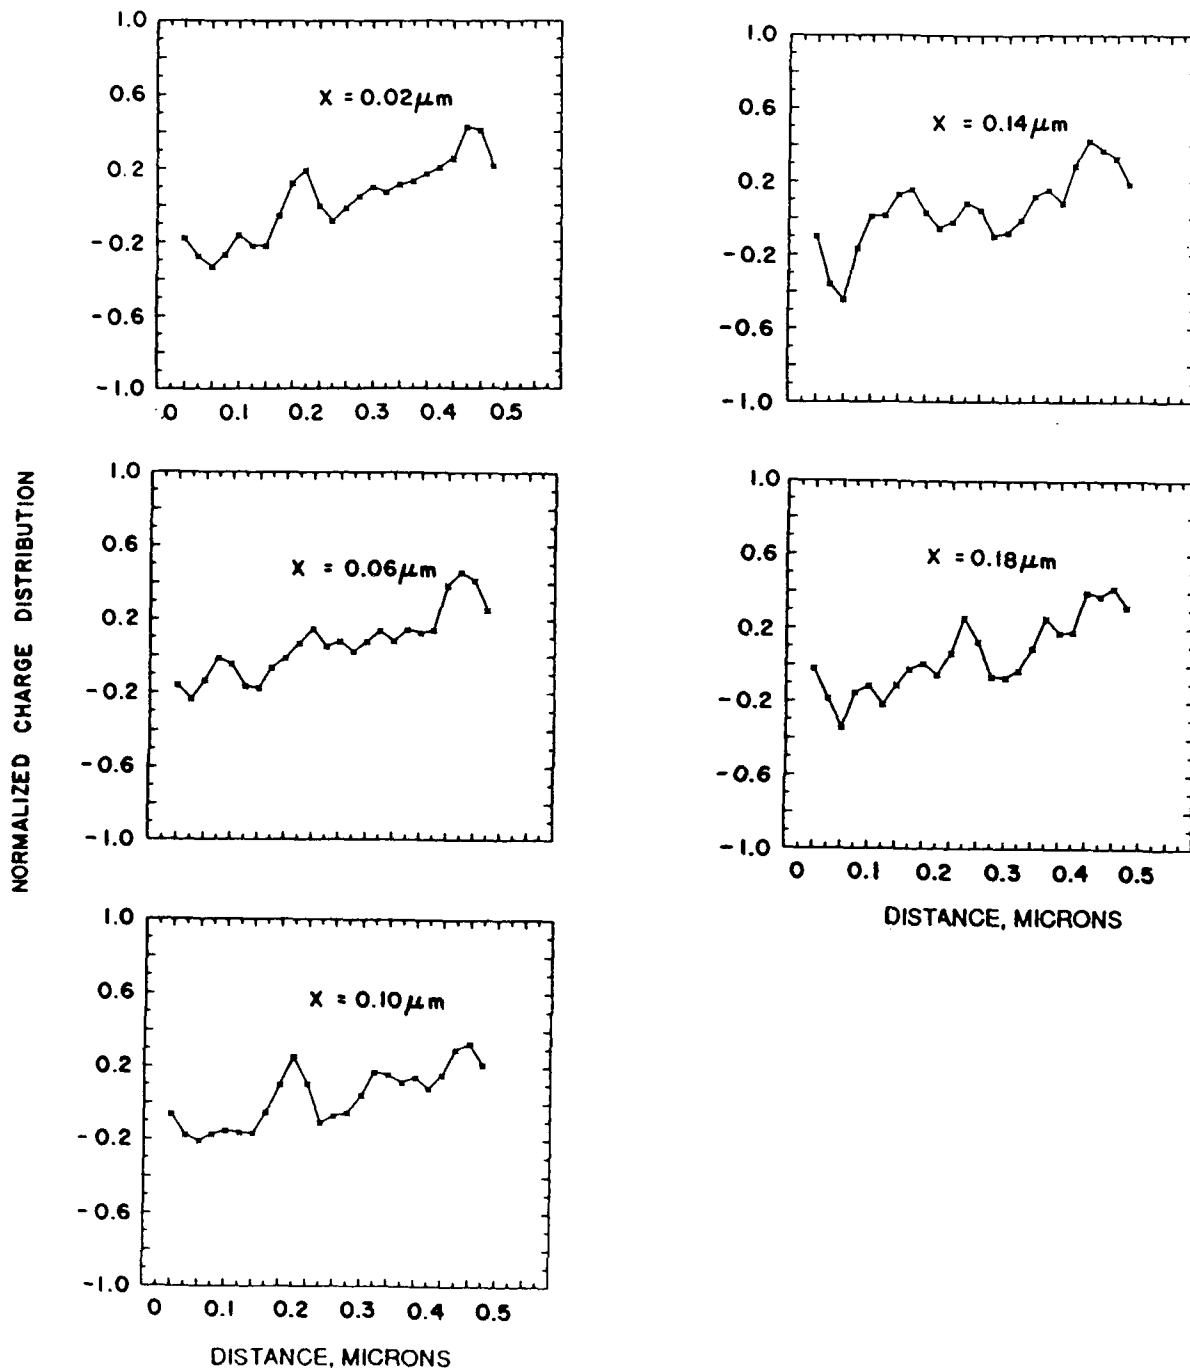 1.0
0.6
0.2
-0.2
-0.6
-1.0
X = 0.02μm
.0 0.1 0.2 0.3 0.4 0.5
1.0
0.6
0.2
-0.2
-0.6
-1.0
X = 0.14μm
NORMALIZED CHARGE DISTRIBUTION
1.0
0.6
0.2
-0.2
-0.6
-1.0
X = 0.06μm
1.0
0.6
0.2
-0.2
-0.6
-1.0
X = 0.18μm
0 0.1 0.2 0.3 0.4 0.5
DISTANCE, MICRONS
1.0
0.6
0.2
-0.2
-0.6
-1.0
X = 0.10μm
0 0.1 0.2 0.3 0.4 0.5
DISTANCE, MICRONS